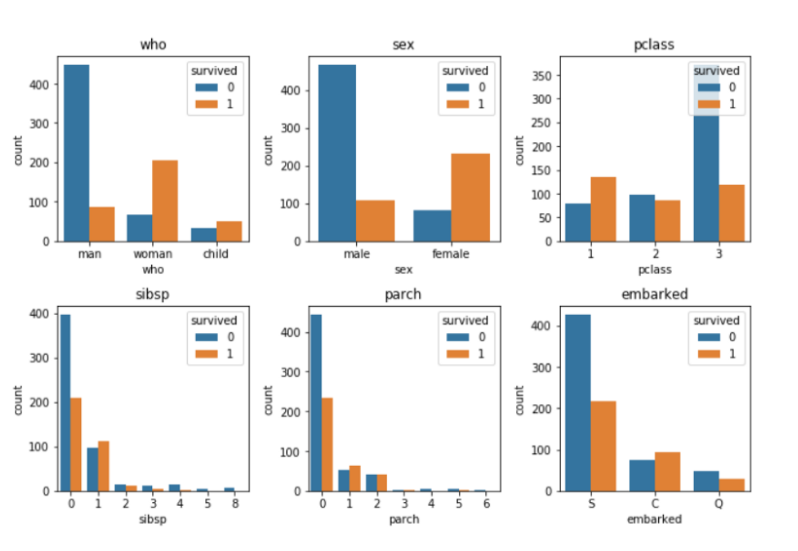 who
survived
0
1
400
300
200
100
0
count
man woman child
who
sex
survived
0
1
400
300
200
100
0
count
male female
sex
pclass
survived
0
1
350
300
250
200
150
100
50
0
count
1 2 3
pclass
sibsp
survived
0
1
400
300
200
100
0
count
0 1 2 3 4 5 8
sibsp
parch
survived
0
1
400
300
200
100
0
count
0 1 2 3 4 5 6
parch
embarked
survived
0
1
400
300
200
100
0
count
S C Q
embarked